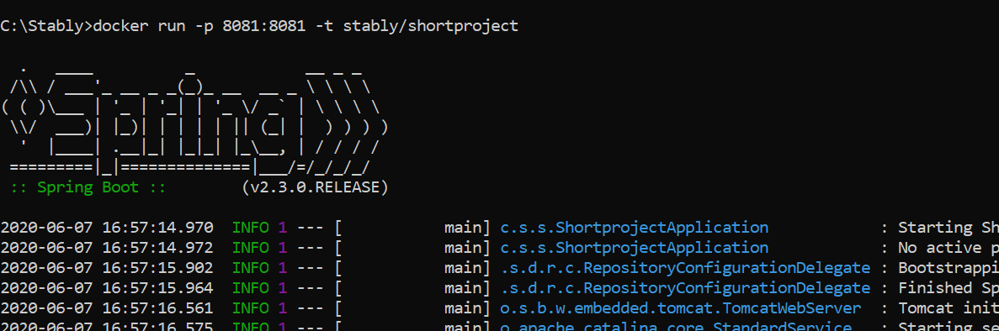 C:\Stably>docker run -p 8081:8081 -t stably/shortproject
  .   ____          _            __ _ _
 /\\ / ___'_ __ _ _(_)_ __  __ _ \ \ \ \
( ( )\___ | '_ | '_| | '_ \/ _` | \ \ \ \
 \\/  ___)| |_)| | | | | || (_| |  ) ) ) )
  '  |____| .__|_| |_|_| |_\__, | / / / /
 =========|_|==============|___/=/_/_/_/
 :: Spring Boot ::        (v2.3.0.RELEASE)
2020-06-07 16:57:14.970  INFO 1 --- [           main] c.s.s.ShortprojectApplication            : Starting Sh
2020-06-07 16:57:14.972  INFO 1 --- [           main] c.s.s.ShortprojectApplication            : No active p
2020-06-07 16:57:15.902  INFO 1 --- [           main] .s.d.r.c.RepositoryConfigurationDelegate : Bootstrappi
2020-06-07 16:57:15.964  INFO 1 --- [           main] .s.d.r.c.RepositoryConfigurationDelegate : Finished Sp
2020-06-07 16:57:16.561  INFO 1 --- [           main] o.s.b.w.embedded.tomcat.TomcatWebServer  : Tomcat init
2020-06-07 16:57:16.575  INFO 1 --- [           main] o.apache.catalina.core.StandardService   : Starting se